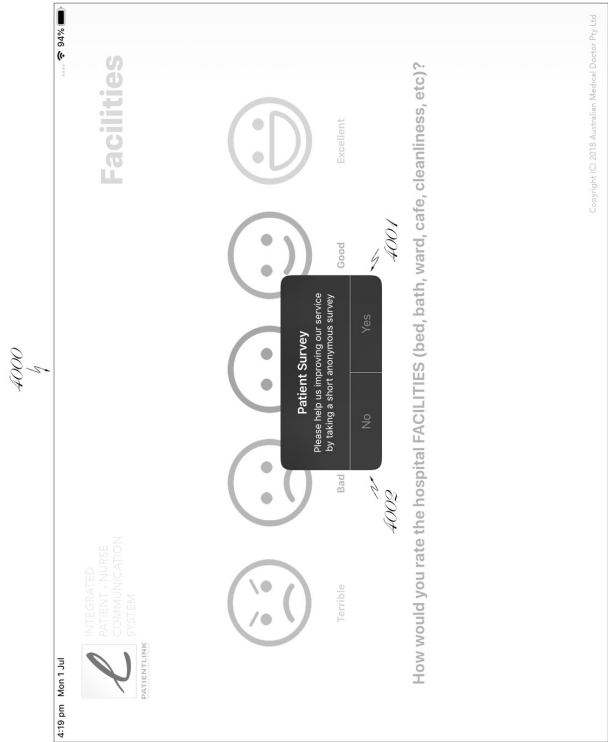 4000
4:19 pm Mon 1 Jul
94%
INTEGRATED
PATIENT - NURSE
COMMUNICATION
SYSTEM
PATIENTLINK
Facilities
Terrible
Bad
Good
Excellent
Patient Survey
Please help us improving our service
by taking a short anonymous survey
No
Yes
4002
4001
How would you rate the hospital FACILITIES (bed, bath, ward, cafe, cleanliness, etc)?
Copyright (C) 2018 Australian Medical Doctor Pty Ltd